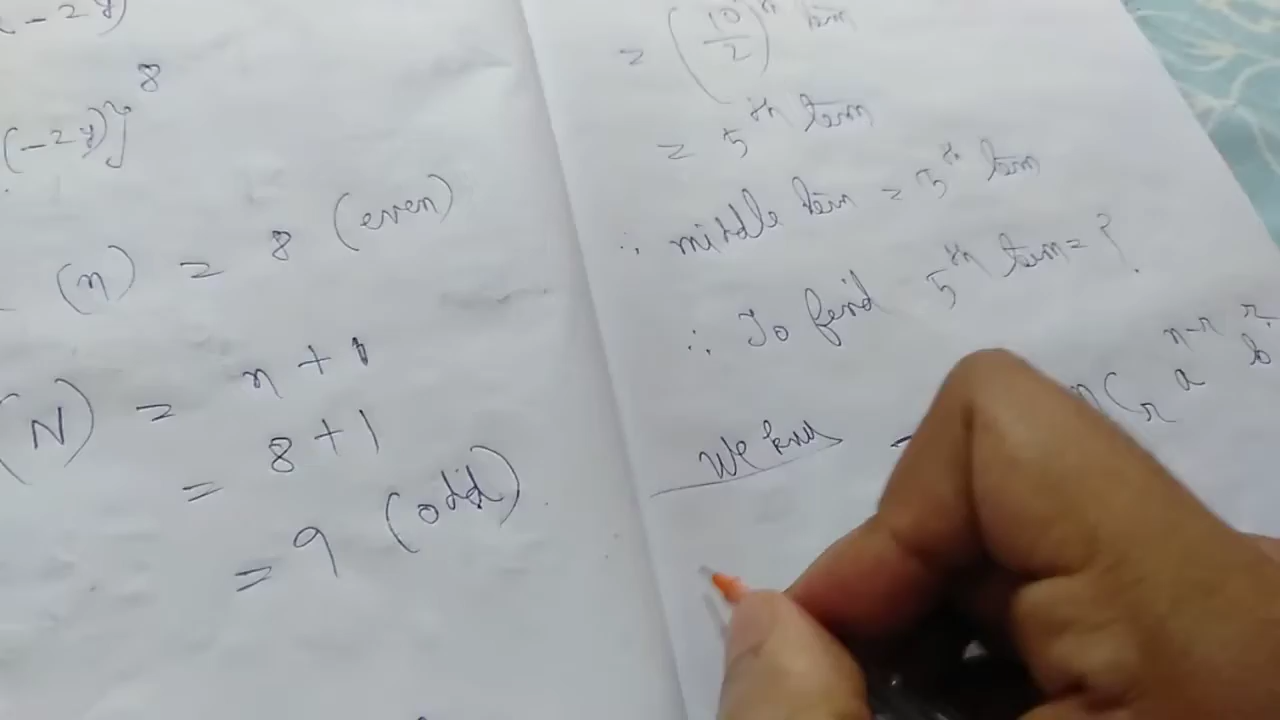 (-2y)
(-2y)}^8
(n) = 8 (even)
(N) = n + 1
= 8 + 1
= 9 (odd)
= (10/2)^th term
= 5^th term
∴ middle term = 5^th term
∴ To find 5^th term = ?
We know nCr a^n-r b^r